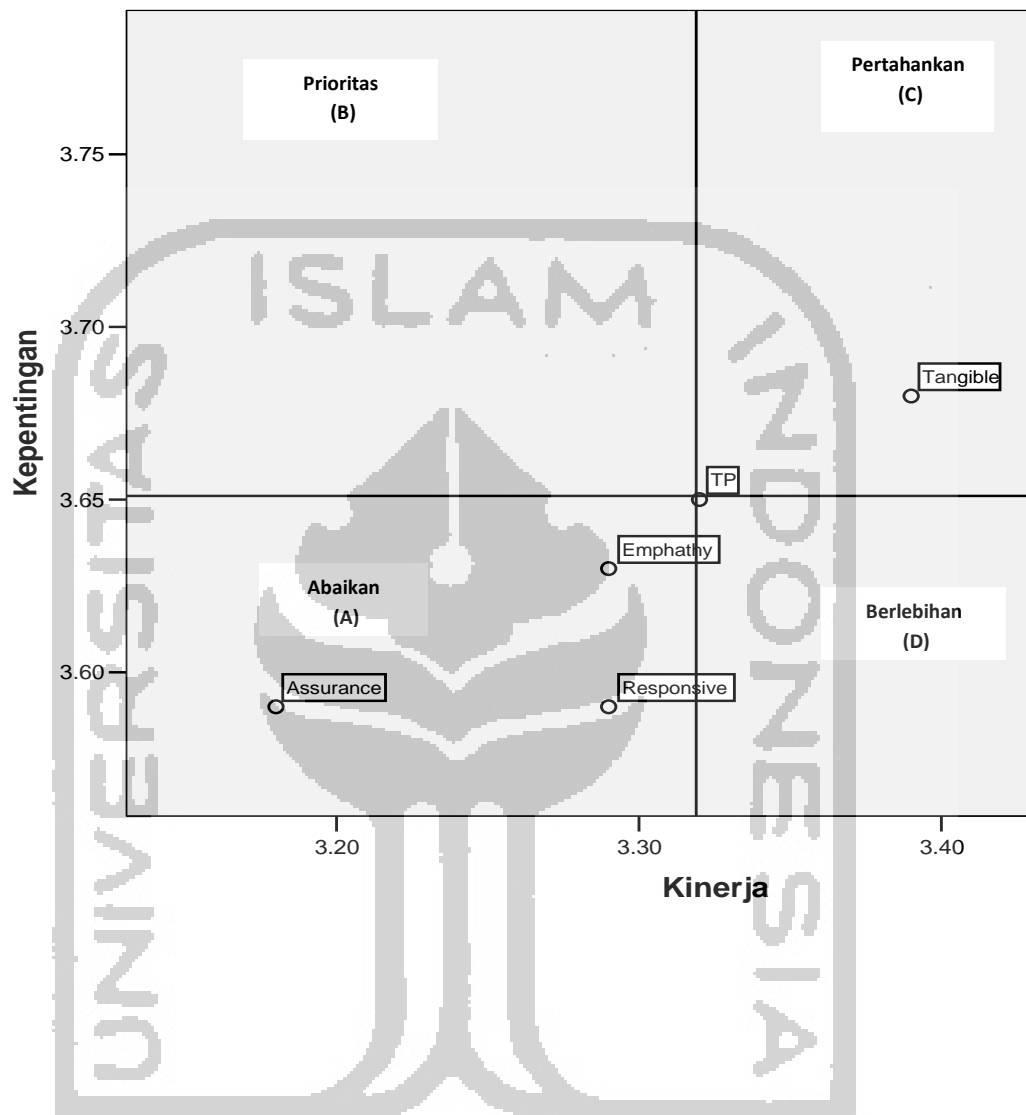 Prioritas
(B)
Pertahankan
(C)
3.75
ISLAM
3.70
Tangible
Kepentingan
TP
3.65
Emphathy
Abaikan
(A)
Berlebihan
(D)
3.60
Assurance
Responsive
UNIVERSITAS
INDONESIA
3.20
3.30
3.40
Kinerja